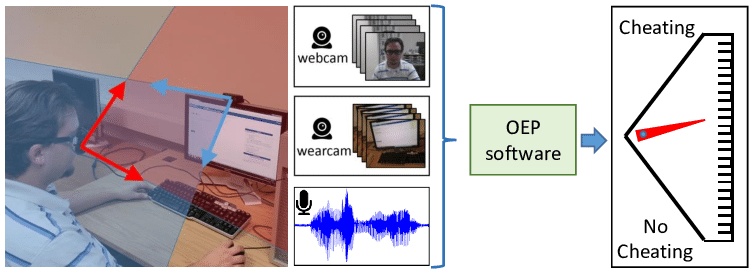 webcam
wearcam
OEP
software
Cheating
No
Cheating